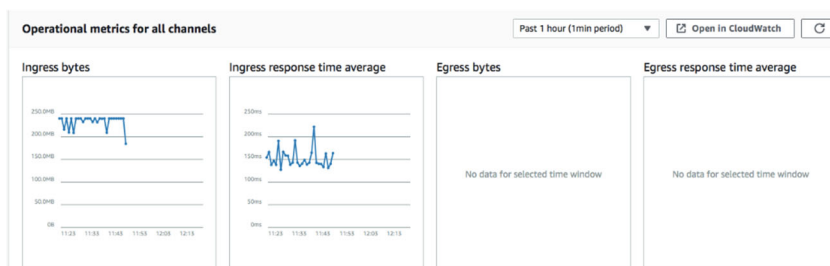 Operational metrics for all channels
Past 1 hour (1min period)
Open in CloudWatch
Ingress bytes
Ingress response time average
Egress bytes
Egress response time average
250.0MB
200.0MB
150.0MB
100.0MB
50.0MB
0B
11:23 11:33 11:43 11:53 12:03 12:13
250ms
200ms
150ms
100ms
50ms
0ms
11:23 11:33 11:43 11:53 12:03 12:13
No data for selected time window
No data for selected time window